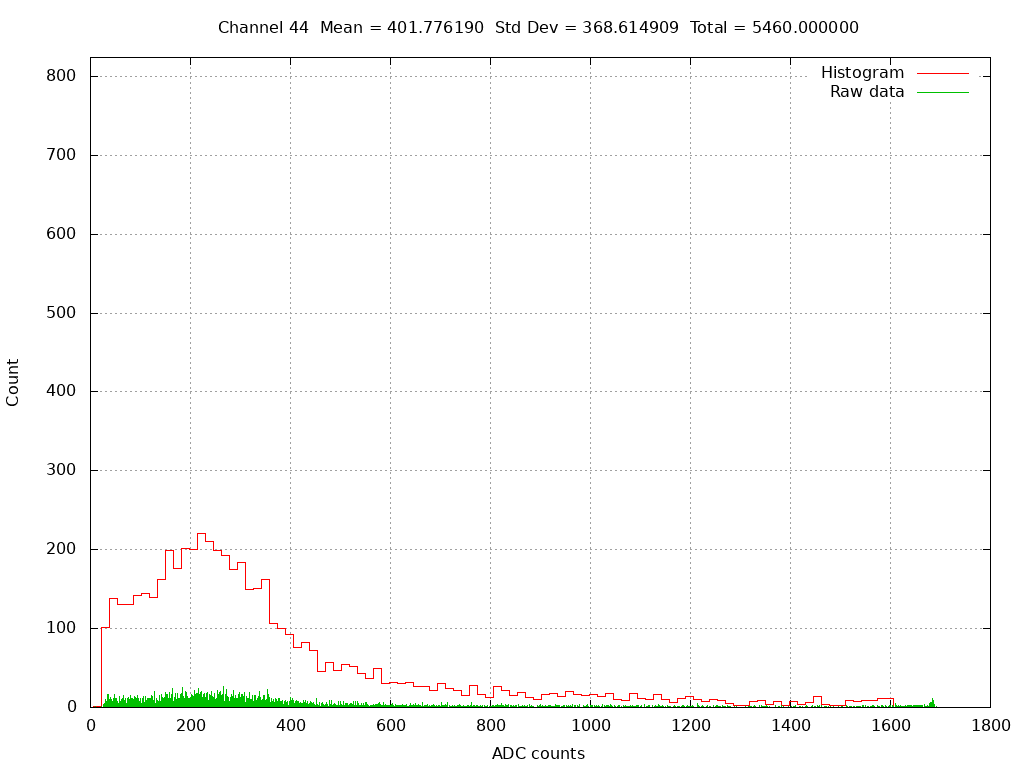 Channel 44  Mean = 401.776190  Std Dev = 368.614909  Total = 5460.000000
Histogram
Raw data
800
700
600
500
400
300
200
100
0
Count
0 200 400 600 800 1000 1200 1400 1600 1800
ADC counts